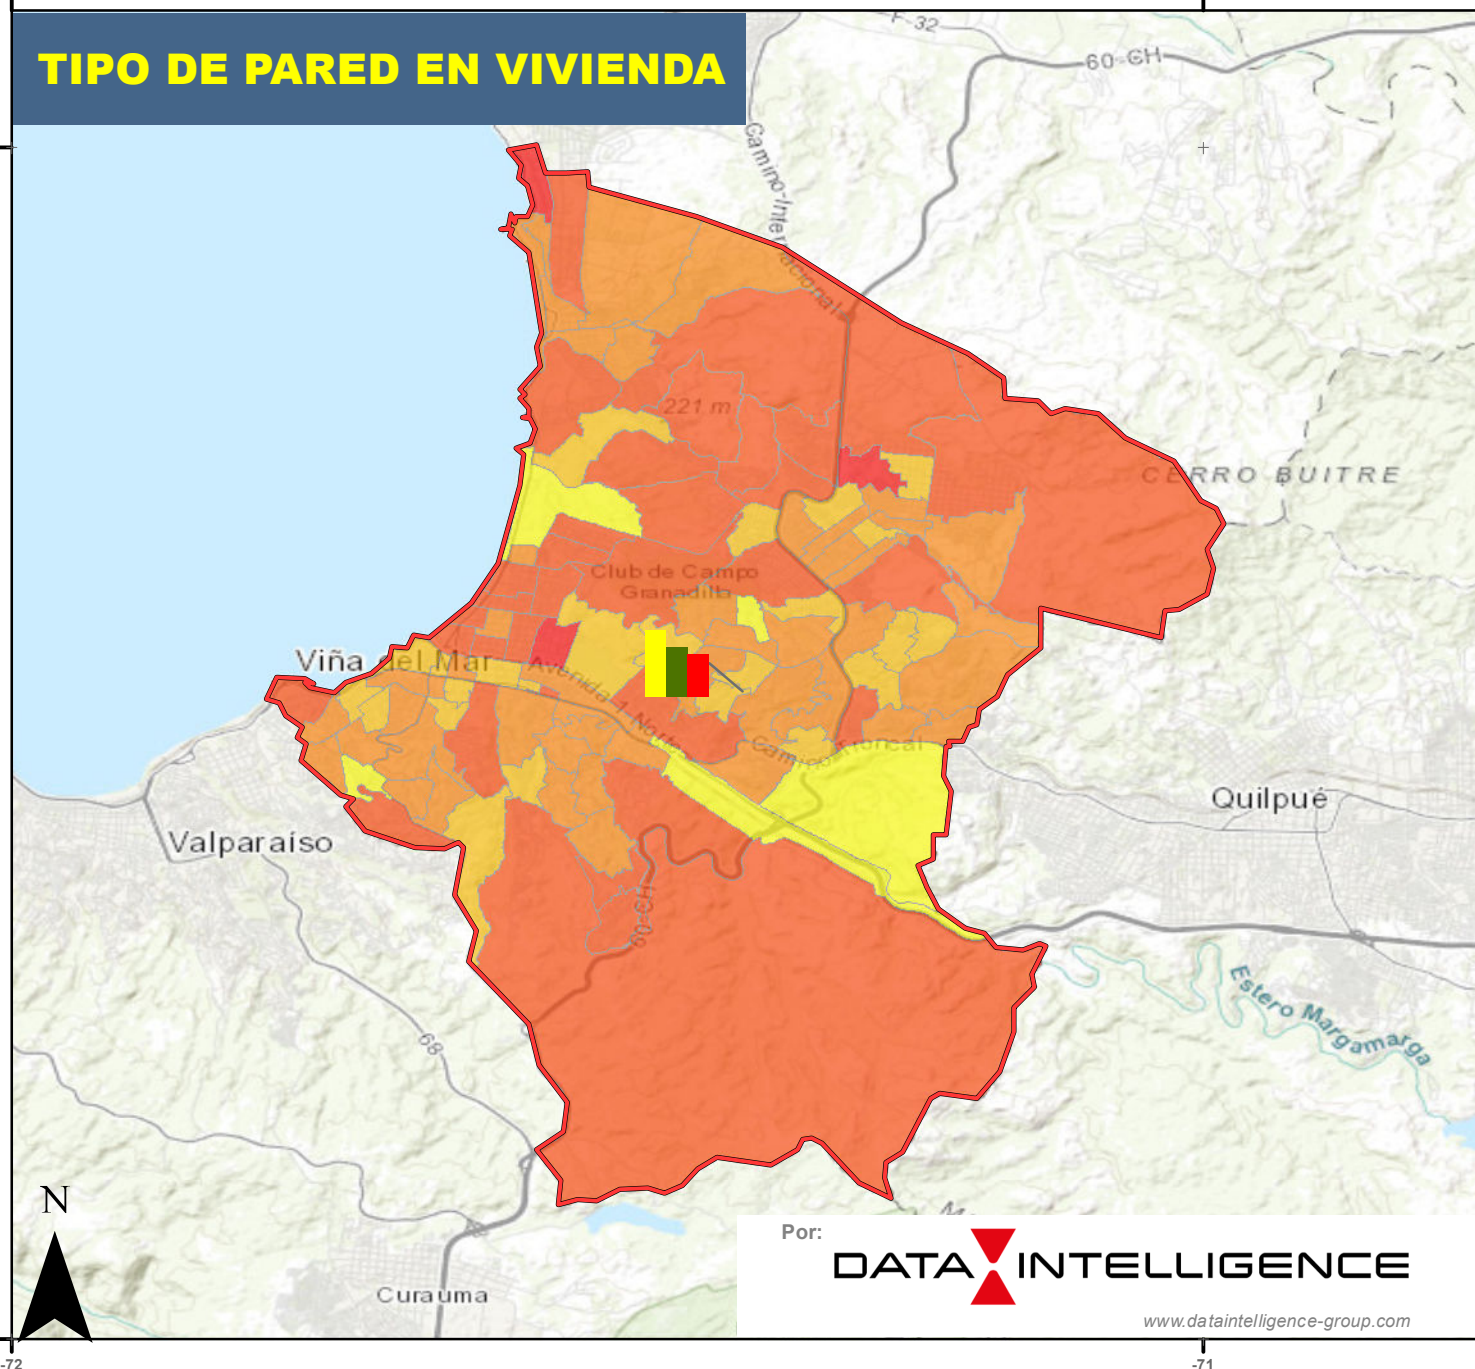 TIPO DE PARED EN VIVIENDA
F-32
60-CH
Camino-Internacional
221 m
CERRO BUITRE
Club de Campo
Granadilla
Viña del Mar
Avenida 1 Norte
Camino Troncal
Quilpué
Valparaíso
60-CH
Estero Margamarga
68
N
Por:
DATA INTELLIGENCE
Curauma
www.dataintelligence-group.com
-72
-71